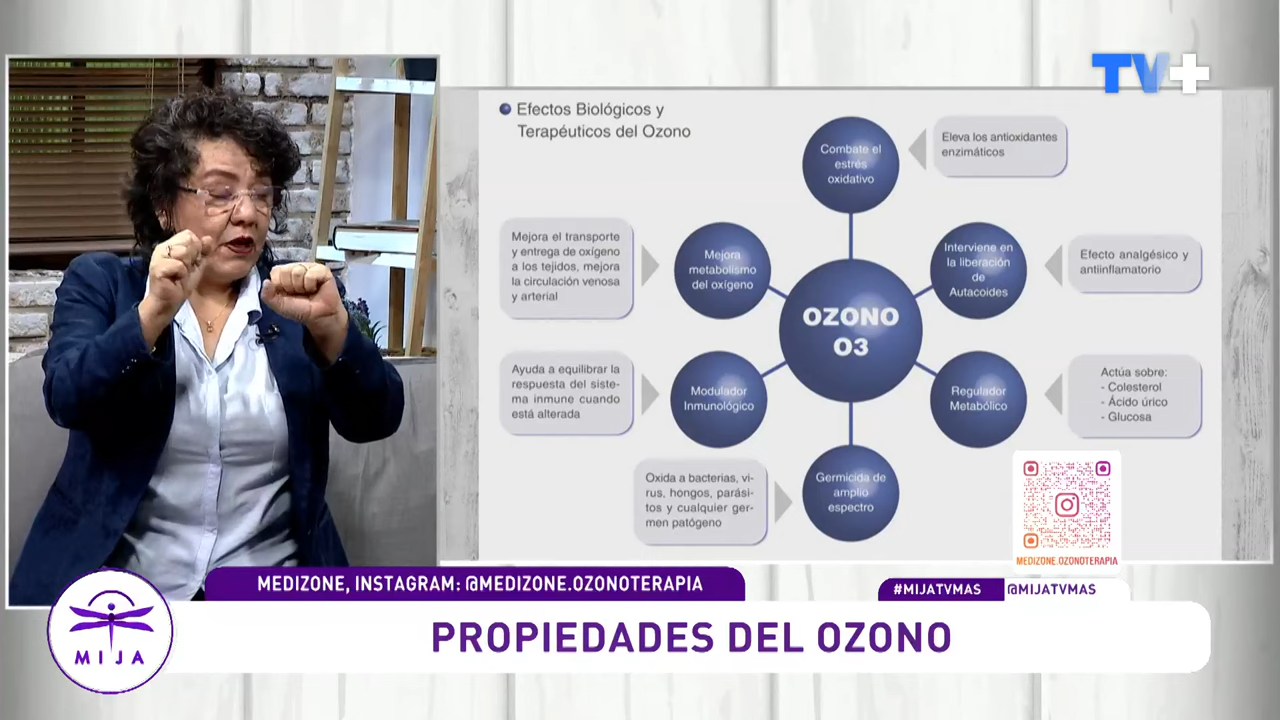 TV+
Efectos Biológicos y
Terapéuticos del Ozono
Combate el
estrés
oxidativo
Eleva los antioxidantes
enzimáticos
Mejora el transporte
y entrega de oxígeno
a los tejidos, mejora
la circulación venosa
y arterial
Mejora
metabolismo
del oxígeno
Interviene en
la liberación
de
Autacoides
Efecto analgésico y
antiinflamatorio
OZONO
O3
Ayuda a equilibrar la
respuesta del siste-
ma inmune cuando
está alterada
Modulador
Inmunológico
Regulador
Metabólico
Actúa sobre:
- Colesterol
- Ácido úrico
- Glucosa
Oxida a bacterias, vi-
rus, hongos, parási-
tos y cualquier ger-
men patógeno
Germicida de
amplio
espectro
MEDIZONE.OZONOTERAPIA
MEDIZONE, INSTAGRAM: @MEDIZONE.OZONOTERAPIA
#MIJATVMAS
@MIJATVMAS
PROPIEDADES DEL OZONO
MIJA